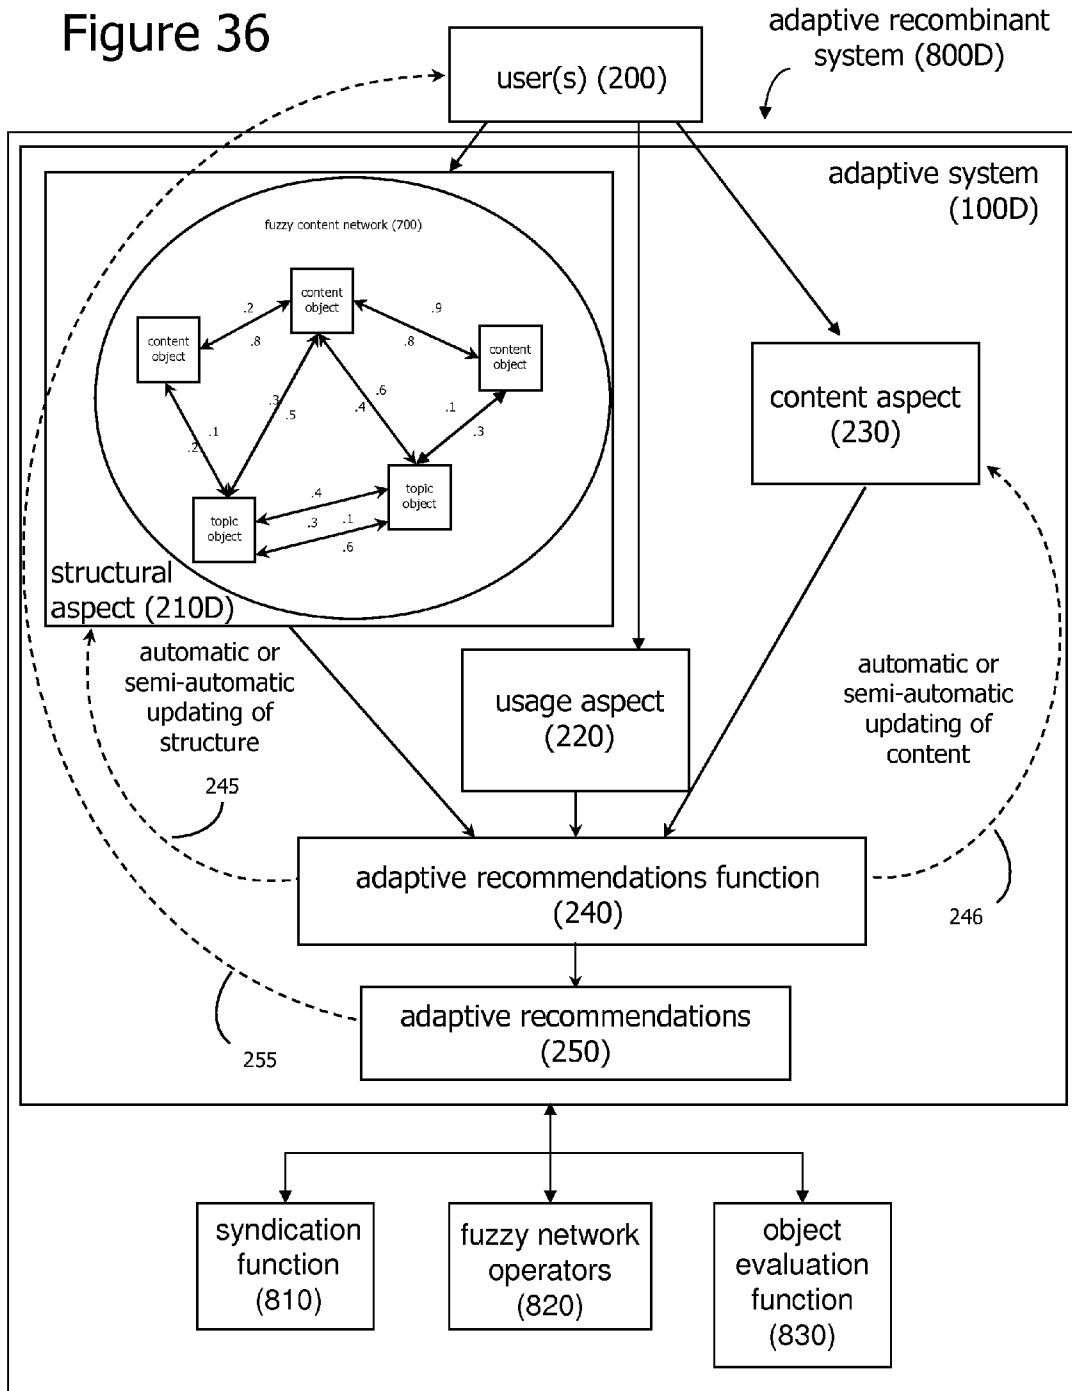 Figure 36
adaptive recombinant
system (800D)
user(s) (200)
adaptive system
(100D)
fuzzy content network (700)
content
object
.2
.8
.9
.8
content
object
content
object
.3
.5
.6
.4
.1
.3
.1
.2
topic
object
topic
object
.4
.3
.1
.6
content aspect
(230)
structural
aspect (210D)
automatic or
semi-automatic
updating of
structure
245
usage aspect
(220)
automatic or
semi-automatic
updating of
content
246
adaptive recommendations function
(240)
adaptive recommendations
(250)
255
syndication
function
(810)
fuzzy network
operators
(820)
object
evaluation
function
(830)